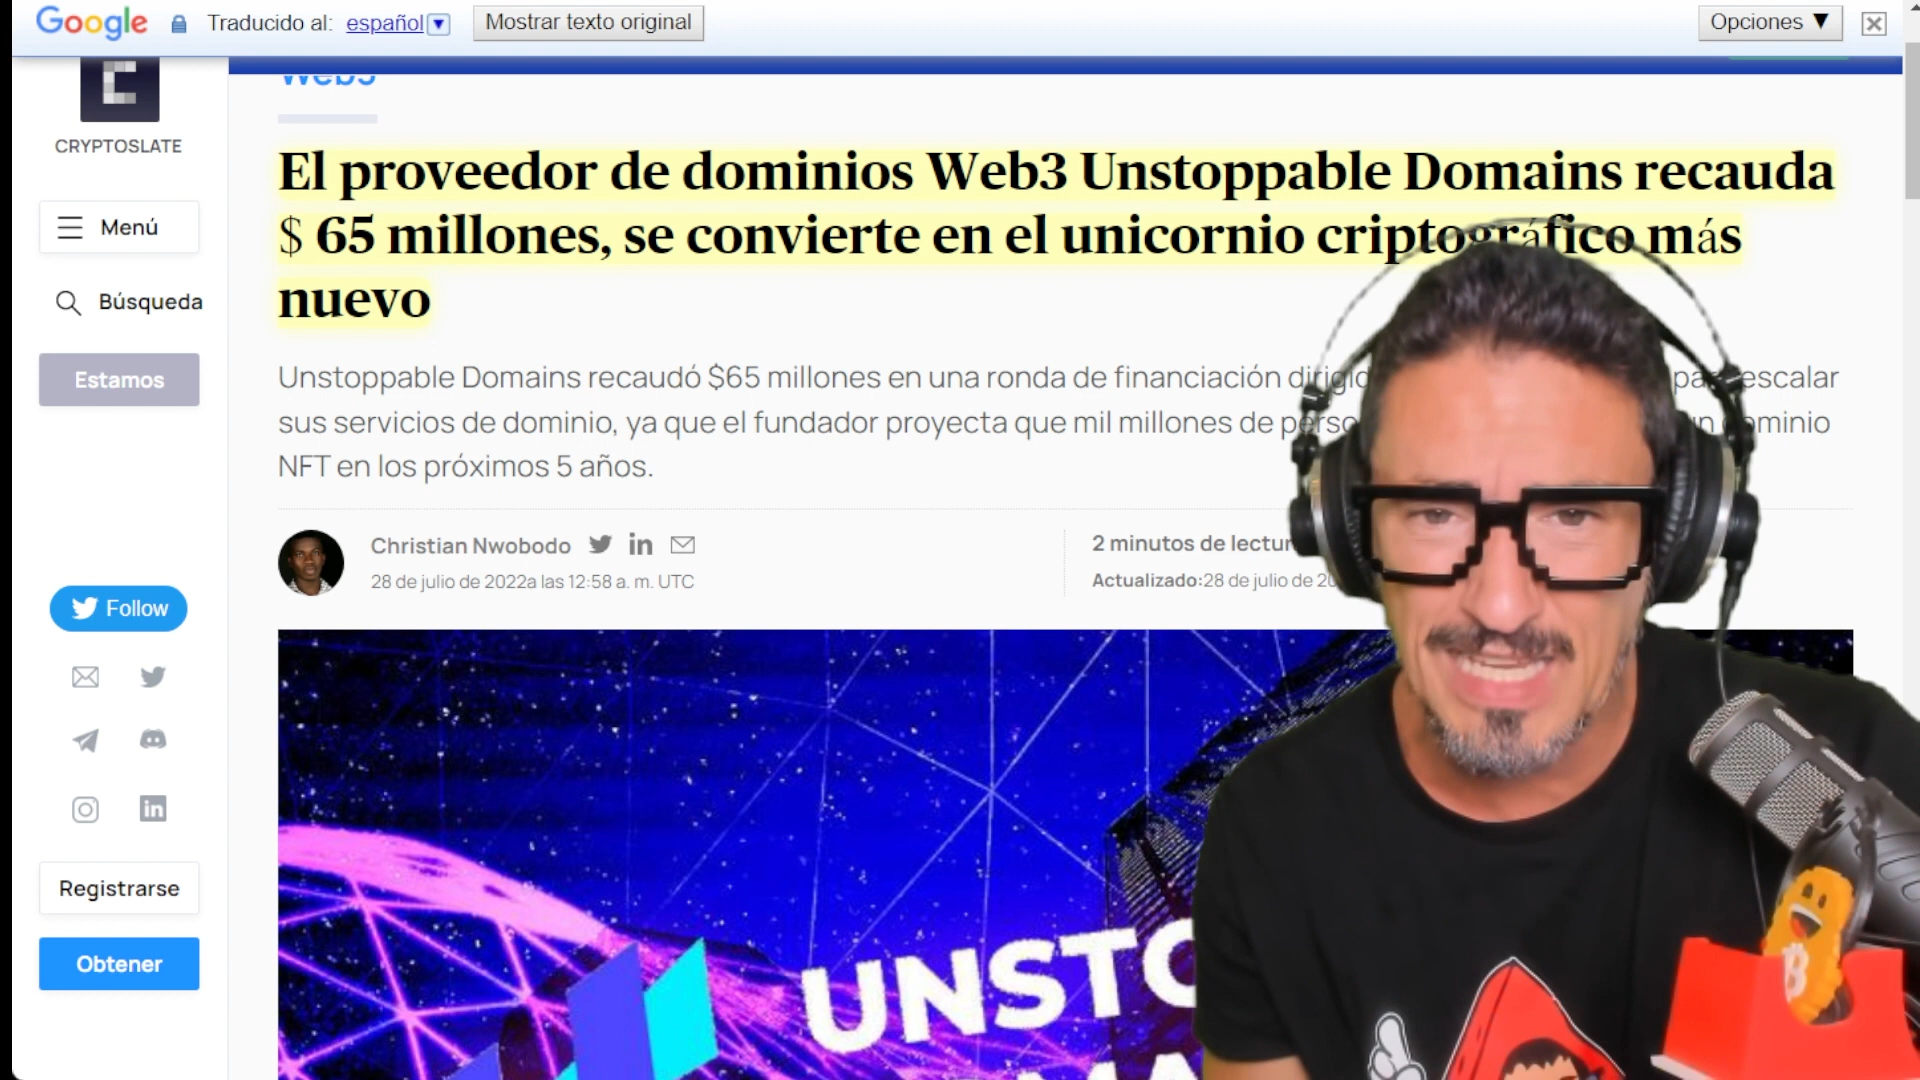 Google Traducido al: español Mostrar texto original Opciones
CRYPTOSLATE
Menú
Búsqueda
Estamos
Follow
Registrarse
Obtener
Web3
El proveedor de dominios Web3 Unstoppable Domains recauda
$ 65 millones, se convierte en el unicornio criptográfico más
nuevo
Unstoppable Domains recaudó $65 millones en una ronda de financiación escalar
sus servicios de dominio, ya que el fundador proyecta que mil millones de dominio
NFT en los próximos 5 años.
Christian Nwobodo
28 de julio de 2022a las 12:58 a. m. UTC
2 minutos de
Actualizado:28 de julio de